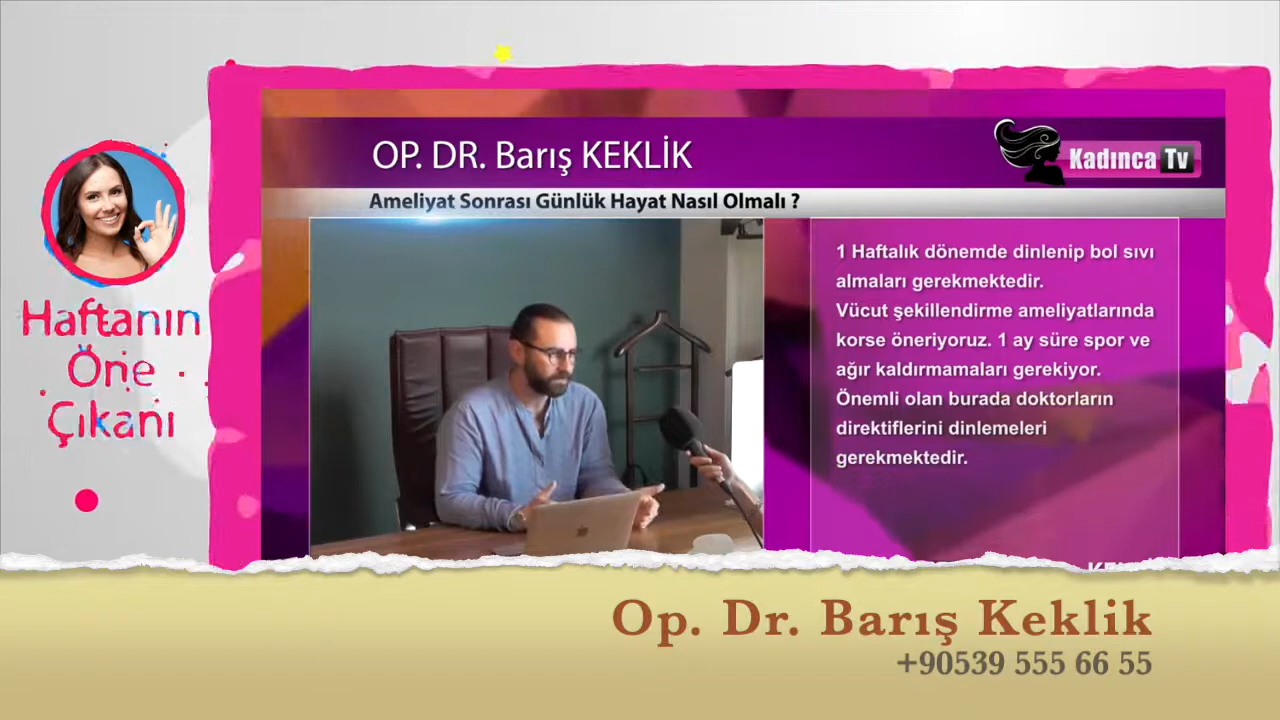 OP. DR. Barış KEKLİK
Kadınca Tv
Ameliyat Sonrası Günlük Hayat Nasıl Olmalı ?
1 Haftalık dönemde dinlenip bol sıvı
almaları gerekmektedir.
Vücut şekillendirme ameliyatlarında
korse öneriyoruz. 1 ay süre spor ve
ağır kaldırmamaları gerekiyor.
Önemli olan burada doktorların
direktiflerini dinlemeleri
gerekmektedir.
Haftanın
Öne
Çıkanı
Op. Dr. Barış Keklik
+90539 555 66 55